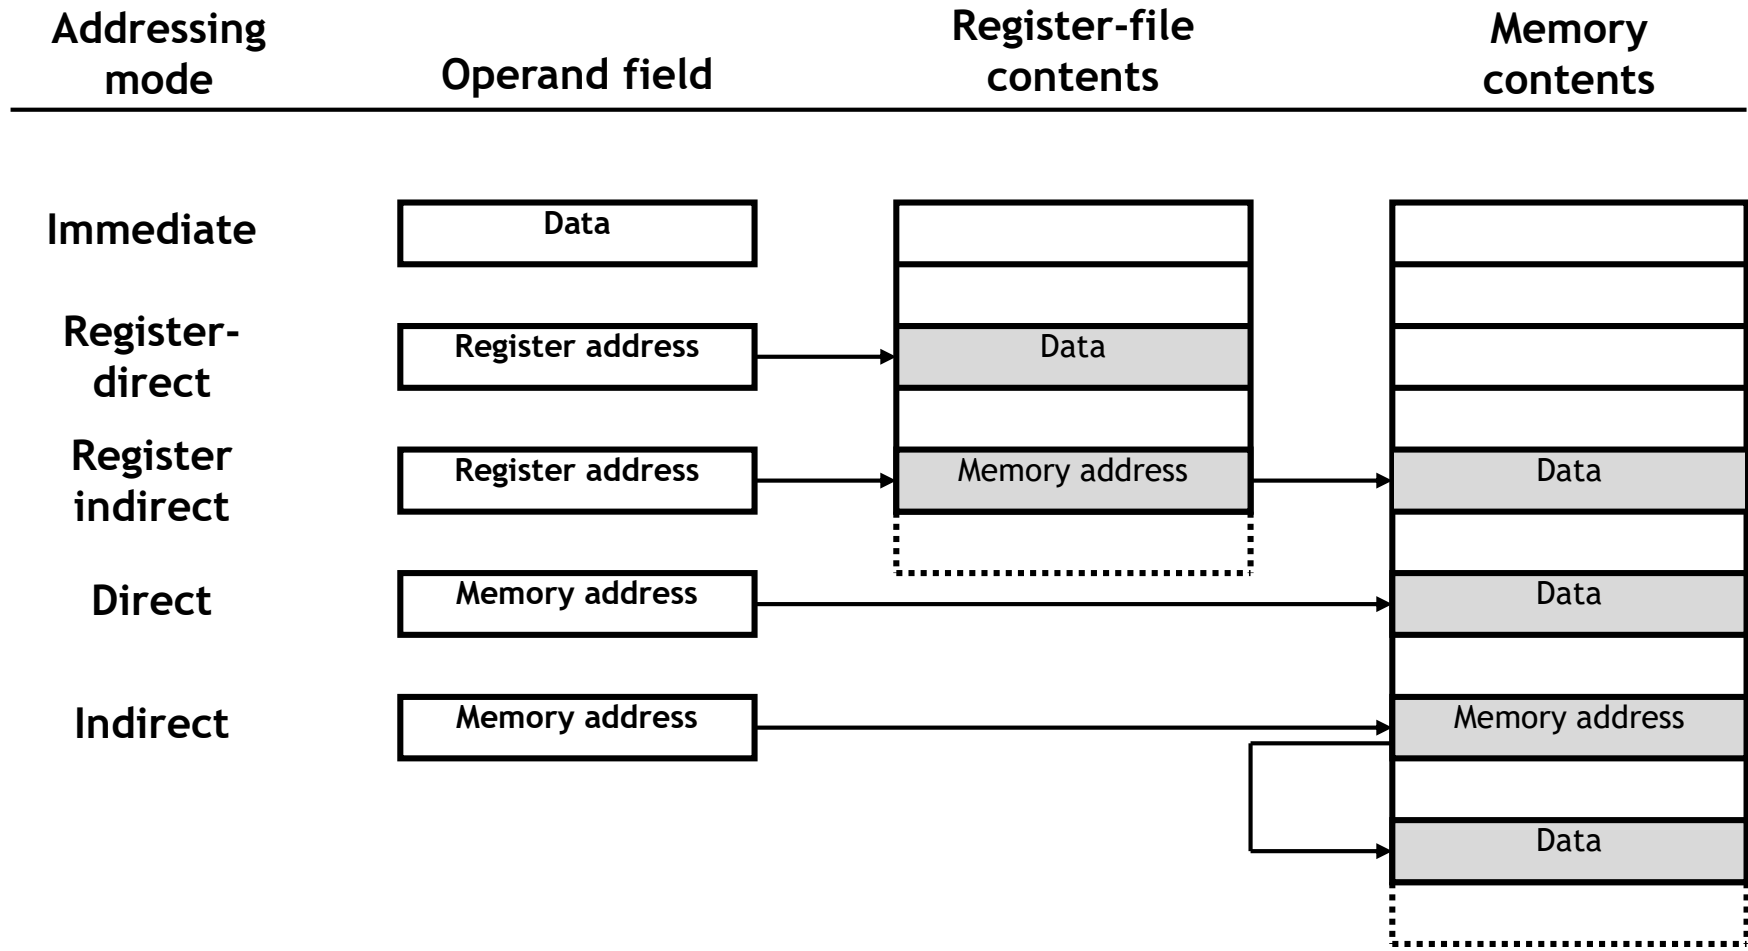 Addressing
mode
Operand field
Register-file
contents
Memory
contents
Immediate
Data
Register-
direct
Register address
Data
Register
indirect
Register address
Memory address
Data
Direct
Memory address
Data
Indirect
Memory address
Memory address
Data